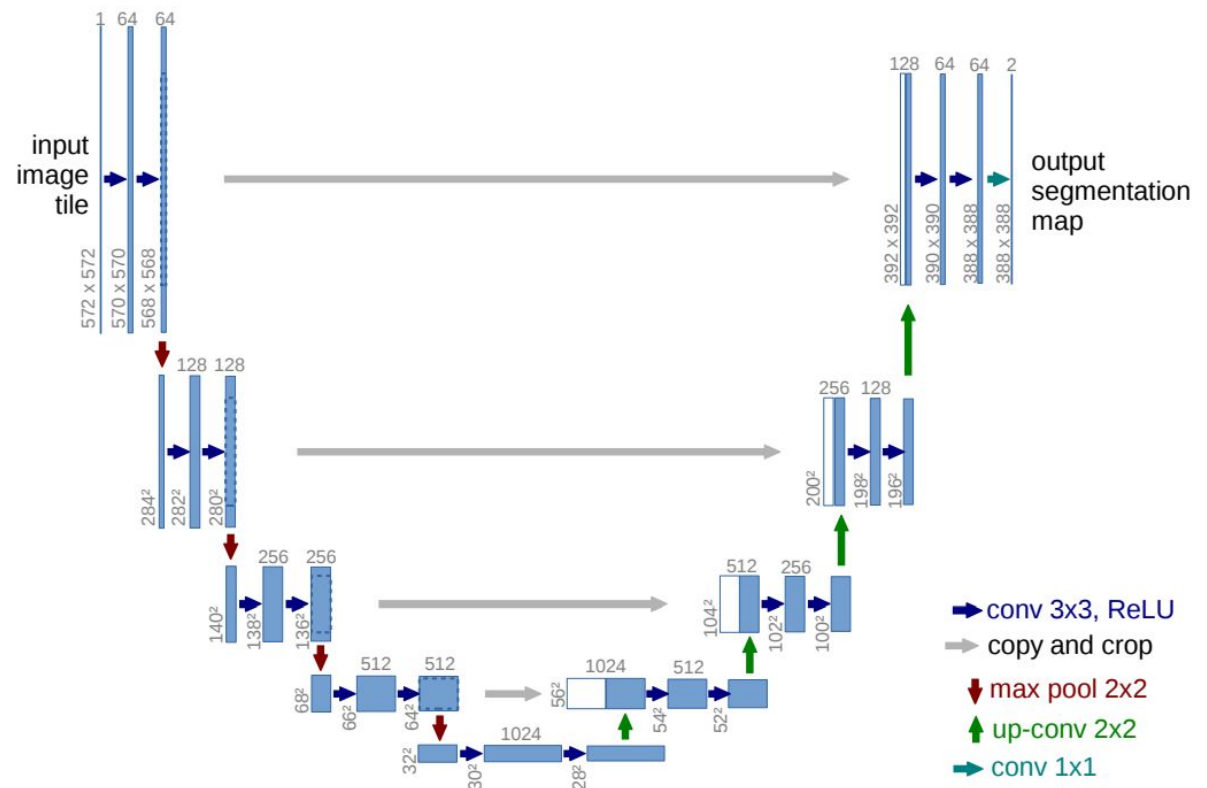 1 64 64
128 64 64 2
input
image
tile
output
segmentation
map
572 x 572
570 x 570
568 x 568
392 x 392
390 x 390
388 x 388
388 x 388
128 128
256 128
284²
282²
280²
200²
198²
196²
256 256
512 256
140²
138²
136²
104²
102²
100²
512 512
1024 512
68²
66²
64²
56²
54²
52²
1024
32²
30²
28²
conv 3x3, ReLU
copy and crop
max pool 2x2
up-conv 2x2
conv 1x1